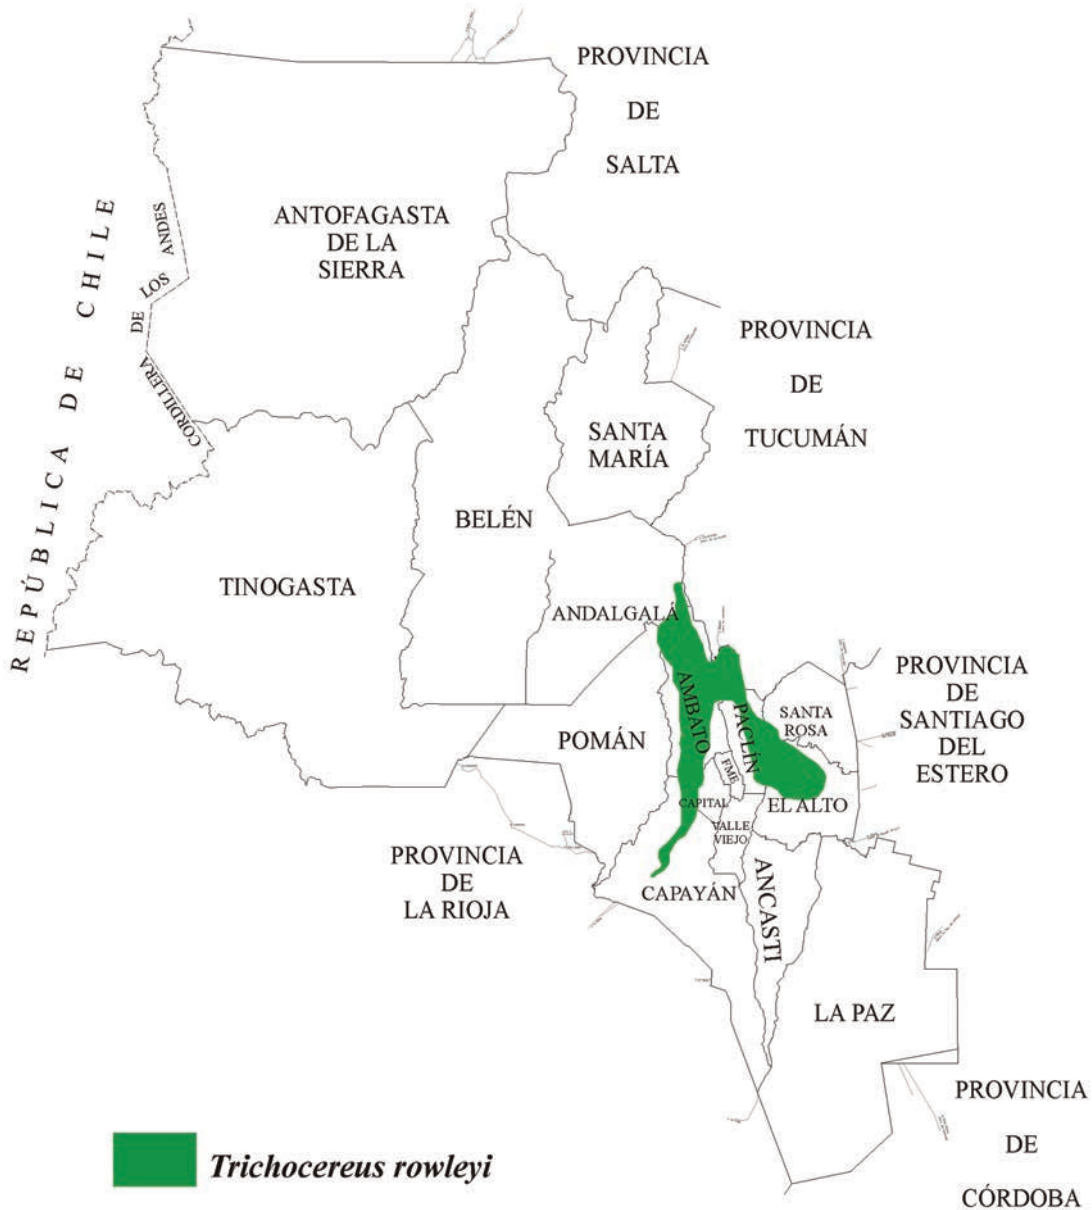 PROVINCIA
DE
SALTA
ANTOFAGASTA
DE LA
SIERRA
REPÚBLICA DE CHILE
CORDILLERA DE LOS ANDES
PROVINCIA
DE
TUCUMÁN
SANTA
MARÍA
BELÉN
TINOGASTA
ANDALGALÁ
PROVINCIA
DE
SANTIAGO
DEL
ESTERO
AMBATO
PACLÍN
SANTA
ROSA
POMÁN
FME
CAPITAL
EL ALTO
VALLE
VIEJO
PROVINCIA
DE
LA RIOJA
CAPAYÁN
ANCASTI
LA PAZ
PROVINCIA
DE
CÓRDOBA
Trichocereus rowleyi